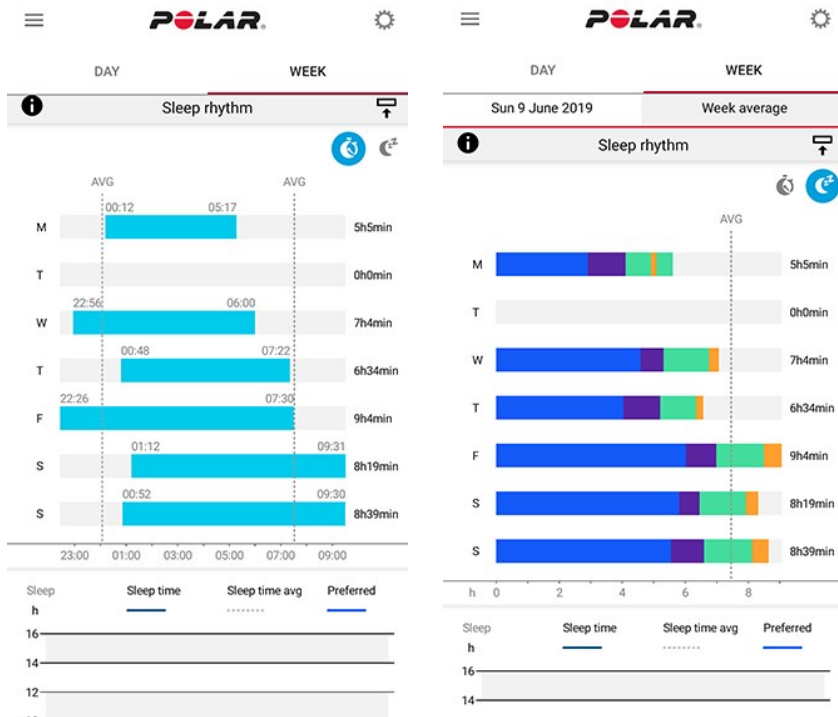 POLAR
DAY WEEK
Sleep rhythm
AVG AVG
00:12 05:17
M 5h5min
T 0h0min
22:56 06:00
W 7h4min
00:48 07:22
T 6h34min
22:26 07:30
F 9h4min
01:12 09:31
S 8h19min
00:52 09:30
S 8h39min
23:00 01:00 03:00 05:00 07:00 09:00
Sleep Sleep time Sleep time avg Preferred
h
16
14
12
POLAR
DAY WEEK
Sun 9 June 2019 Week average
Sleep rhythm
AVG
M 5h5min
T 0h0min
W 7h4min
T 6h34min
F 9h4min
S 8h19min
S 8h39min
h 0 2 4 6 8
Sleep Sleep time Sleep time avg Preferred
h
16
14